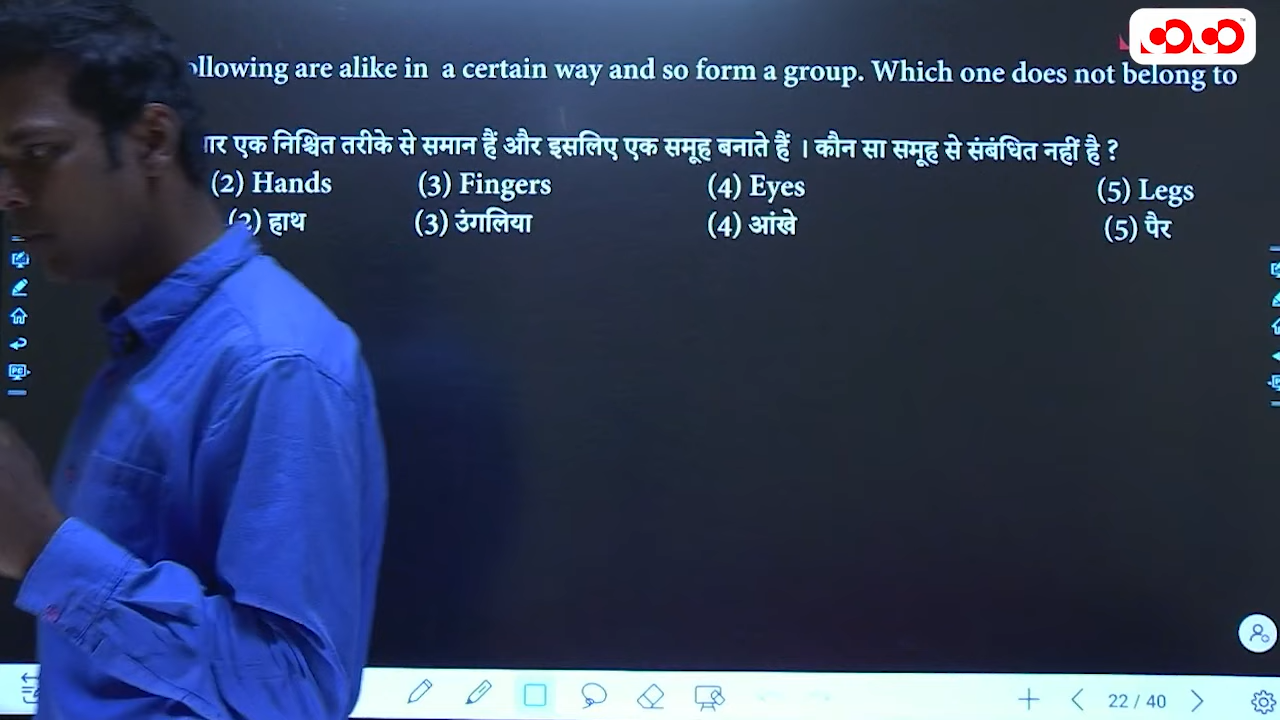 following are alike in a certain way and so form a group. Which one does not belong to
एक निश्चित तरीके से समान हैं और इसलिए एक समूह बनाते हैं । कौन सा समूह से संबंधित नहीं है ?
(2) Hands (3) Fingers (4) Eyes (5) Legs
(2) हाथ (3) उंगलिया (4) आंखे (5) पैर
22 / 40